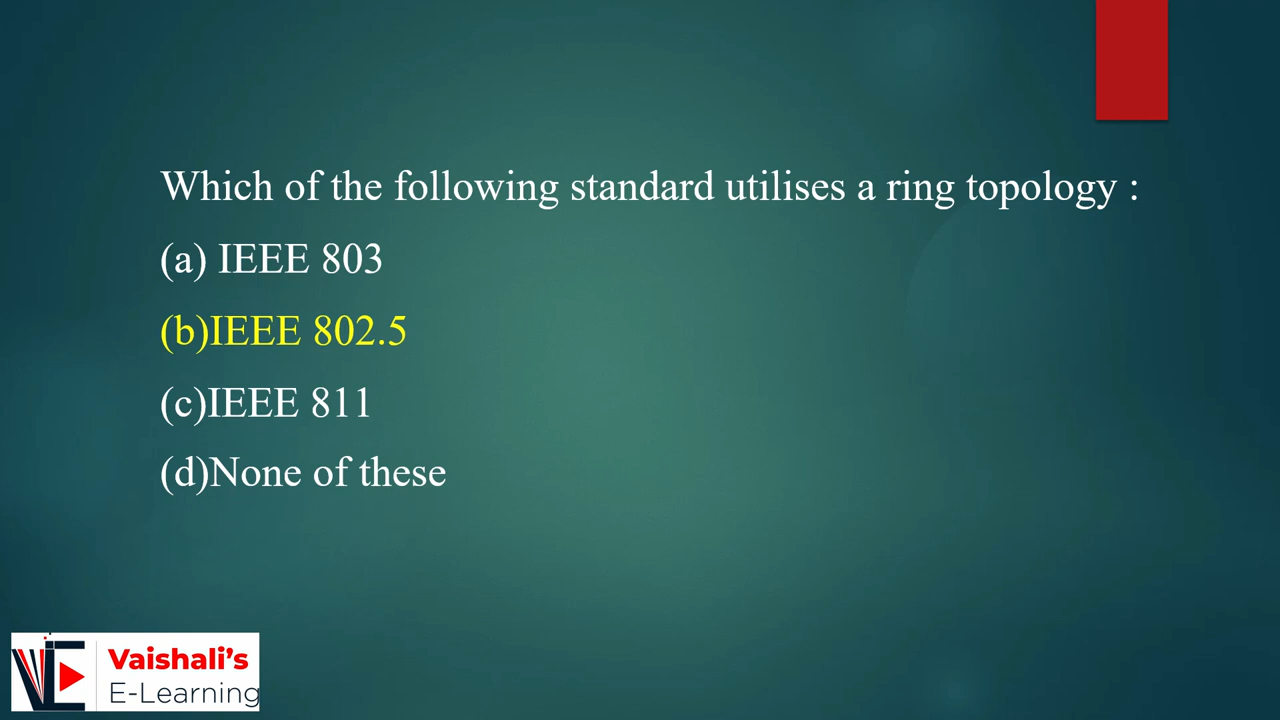 Which of the following standard utilises a ring topology :
(a) IEEE 803
(b)IEEE 802.5
(c)IEEE 811
(d)None of these
Vaishali's
E-Learning